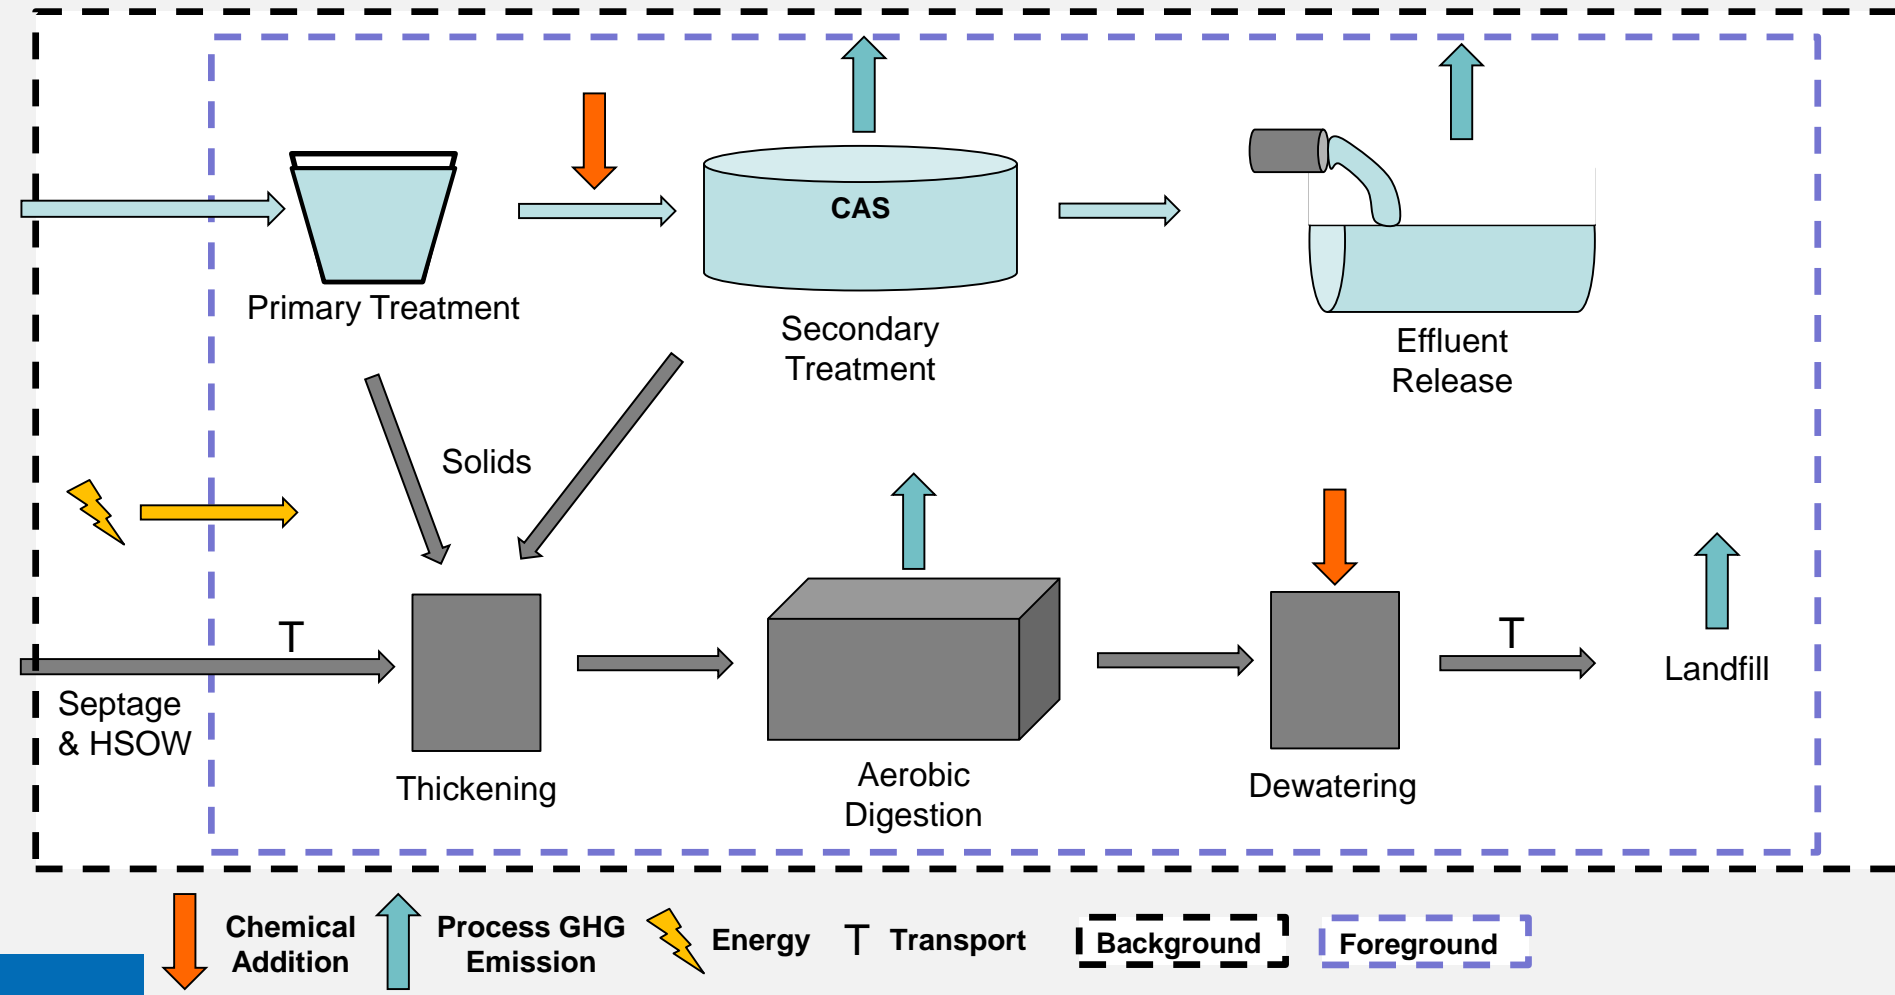 CAS
Primary Treatment
Secondary
Treatment
Effluent
Release
Solids
T
Septage
& HSOW
Thickening
Aerobic
Digestion
Dewatering
T
Landfill
Chemical
Addition
Process GHG
Emission
Energy
T Transport
Background
Foreground